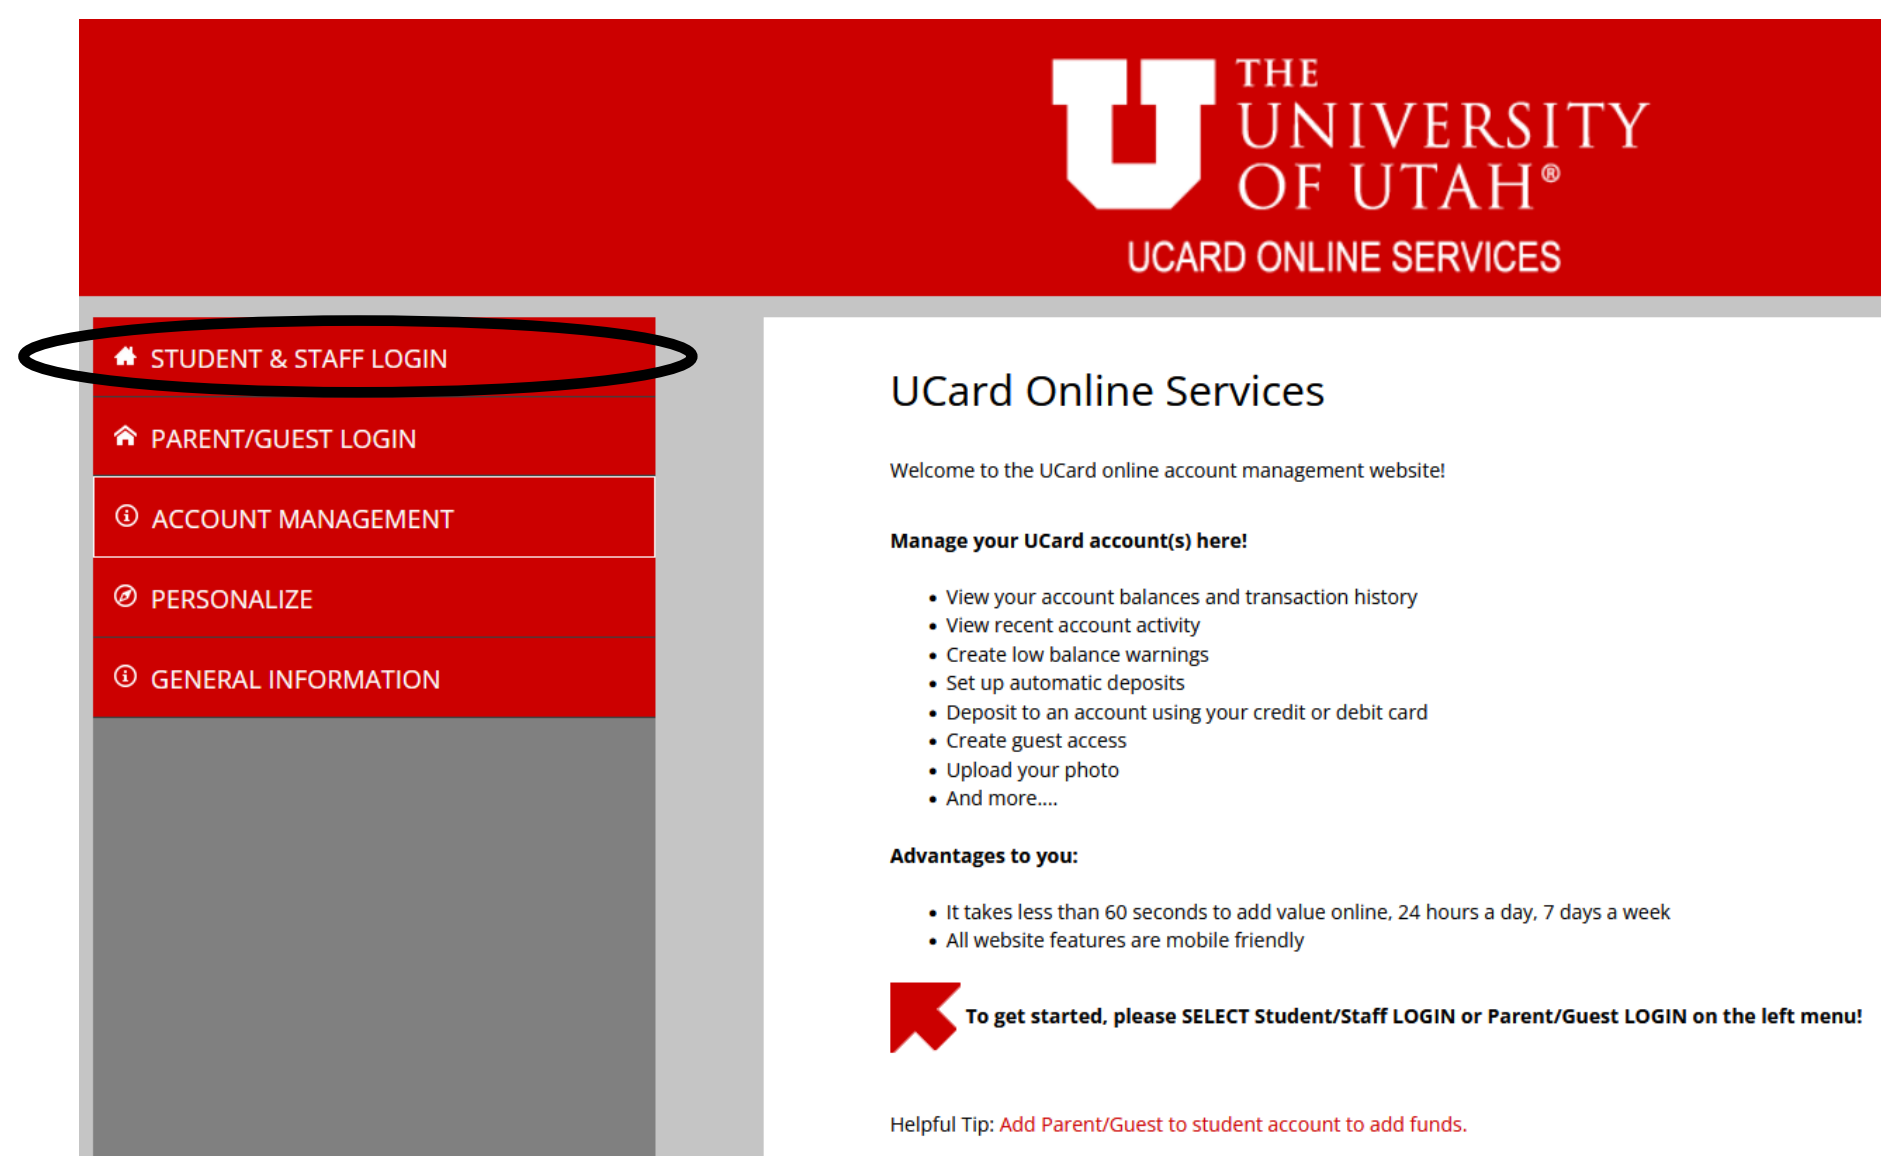 THE
UNIVERSITY
OF UTAH®
UCARD ONLINE SERVICES
STUDENT & STAFF LOGIN
PARENT/GUEST LOGIN
ACCOUNT MANAGEMENT
PERSONALIZE
GENERAL INFORMATION
UCard Online Services
Welcome to the UCard online account management website!
Manage your UCard account(s) here!
• View your account balances and transaction history
• View recent account activity
• Create low balance warnings
• Set up automatic deposits
• Deposit to an account using your credit or debit card
• Create guest access
• Upload your photo
• And more....
Advantages to you:
• It takes less than 60 seconds to add value online, 24 hours a day, 7 days a week
• All website features are mobile friendly
To get started, please SELECT Student/Staff LOGIN or Parent/Guest LOGIN on the left menu!
Helpful Tip: Add Parent/Guest to student account to add funds.